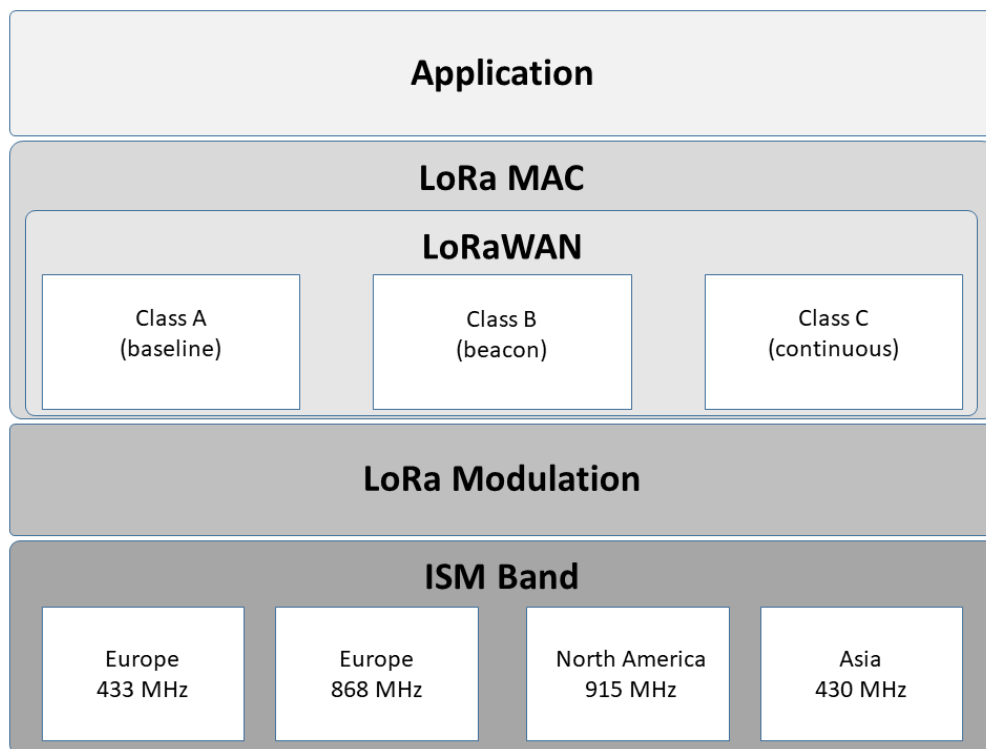 Application
LoRa MAC
LoRaWAN
Class A
(baseline)
Class B
(beacon)
Class C
(continuous)
LoRa Modulation
ISM Band
Europe
433 MHz
Europe
868 MHz
North America
915 MHz
Asia
430 MHz